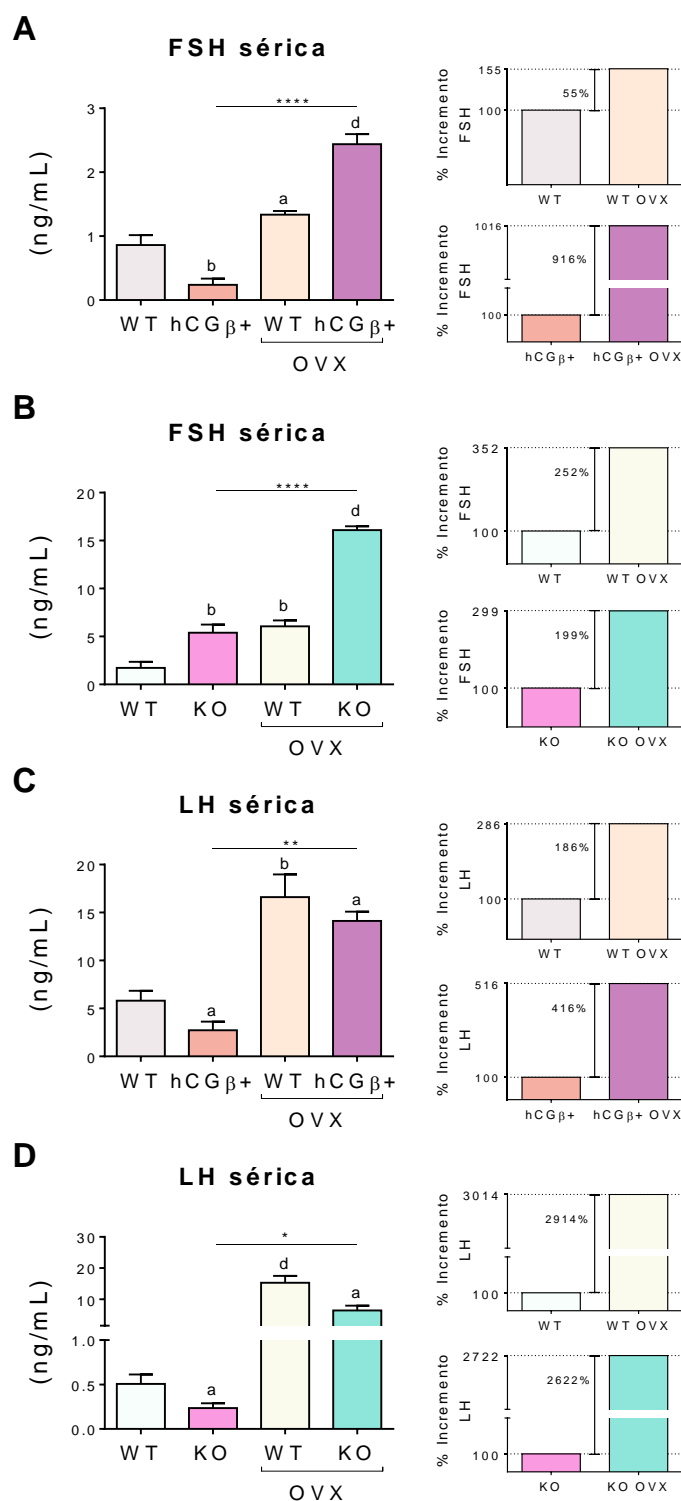 A
FSH sérica
(ng/mL)
3
2
1
0
****
b
a
d
WT
hCGβ+
WT
hCGβ+
OVX
% Incremento
FSH
155
100
55%
WT
WT OVX
% Incremento
FSH
1016
100
916%
hCGβ+
hCGβ+ OVX
B
FSH sérica
(ng/mL)
20
15
10
5
0
****
b
b
d
WT
KO
WT
KO
OVX
% Incremento
FSH
352
100
252%
WT
WT OVX
% Incremento
FSH
299
100
199%
KO
KO OVX
C
LH sérica
(ng/mL)
20
15
10
5
0
**
a
b
a
WT
hCGβ+
WT
hCGβ+
OVX
% Incremento
LH
286
100
186%
WT
WT OVX
% Incremento
LH
516
100
416%
hCGβ+
hCGβ+ OVX
D
LH sérica
(ng/mL)
30
20
10
1.0
0.5
0.0
*
a
d
a
WT
KO
WT
KO
OVX
% Incremento
LH
3014
100
2914%
WT
WT OVX
% Incremento
LH
2722
100
2622%
KO
KO OVX